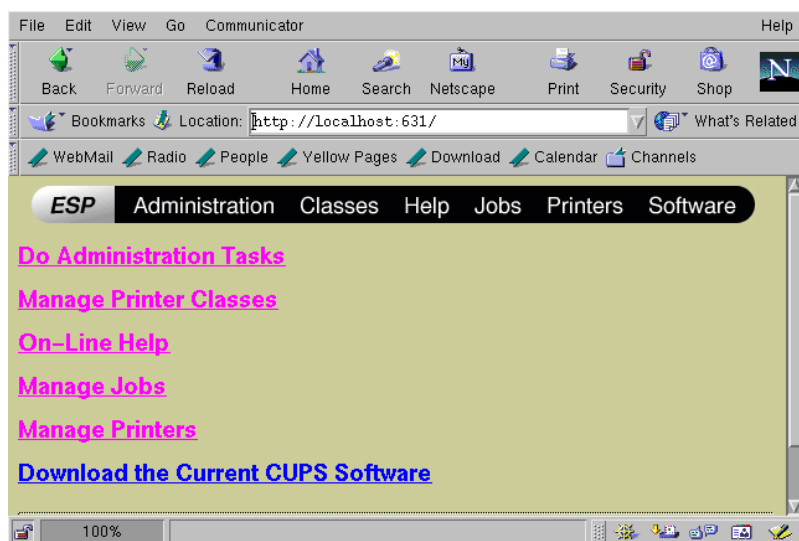 File Edit View Go Communicator Help
Back Forward Reload Home Search Netscape Print Security Shop
My
N
Bookmarks Location: http://localhost:631/ What's Related
WebMail Radio People Yellow Pages Download Calendar Channels
ESP Administration Classes Help Jobs Printers Software
Do Administration Tasks
Manage Printer Classes
On-Line Help
Manage Jobs
Manage Printers
Download the Current CUPS Software
100%